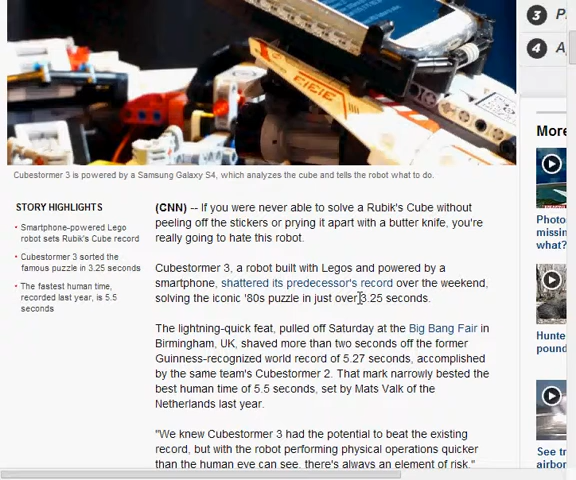 3 P
4 A
More
Cubestormer 3 is powered by a Samsung Galaxy S4, which analyzes the cube and tells the robot what to do.
STORY HIGHLIGHTS
Smartphone-powered Lego
robot sets Rubik's Cube record
Cubestormer 3 sorted the
famous puzzle in 3.25 seconds
The fastest human time,
recorded last year, is 5.5
seconds
(CNN) -- If you were never able to solve a Rubik's Cube without
peeling off the stickers or prying it apart with a butter knife, you're
really going to hate this robot.
Cubestormer 3, a robot built with Legos and powered by a
smartphone, shattered its predecessor's record over the weekend,
solving the iconic '80s puzzle in just over 3.25 seconds.
The lightning-quick feat, pulled off Saturday at the Big Bang Fair in
Birmingham, UK, shaved more than two seconds off the former
Guinness-recognized world record of 5.27 seconds, accomplished
by the same team's Cubestormer 2. That mark narrowly bested the
best human time of 5.5 seconds, set by Mats Valk of the
Netherlands last year.
"We knew Cubestormer 3 had the potential to beat the existing
record, but with the robot performing physical operations quicker
than the human eye can see, there's always an element of risk."
Photo
missin
what?
Hunt
poun
See tr
airbor